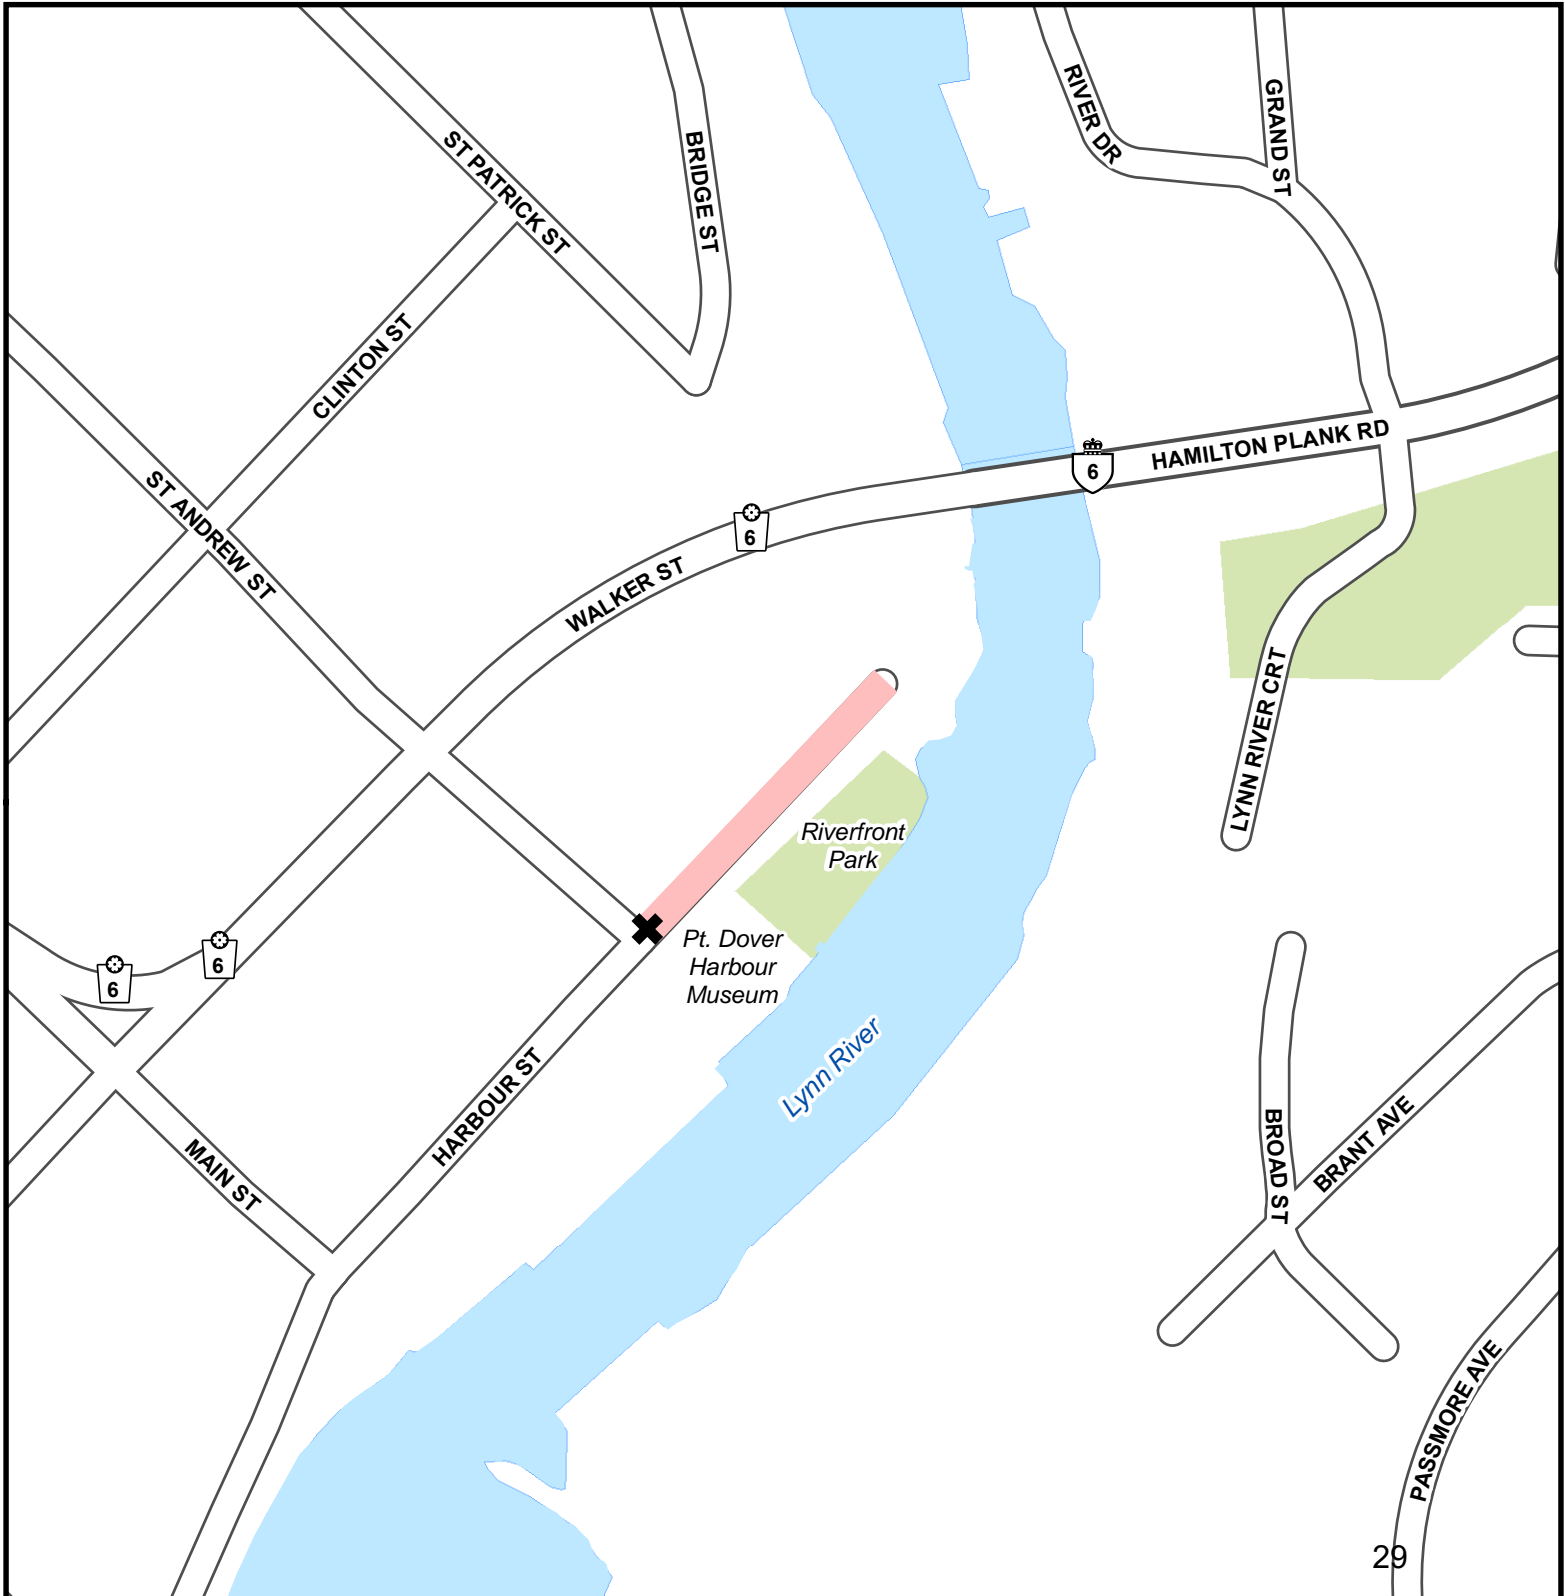 RIVER DR
GRAND ST
ST PATRICK ST
BRIDGE ST
CLINTON ST
HAMILTON PLANK RD
6
6
ST ANDREW ST
WALKER ST
LYNN RIVER CRT
Riverfront
Park
Pt. Dover
Harbour
Museum
6
6
Lynn River
HARBOUR ST
MAIN ST
BROAD ST
BRANT AVE
PASSMORE AVE
29